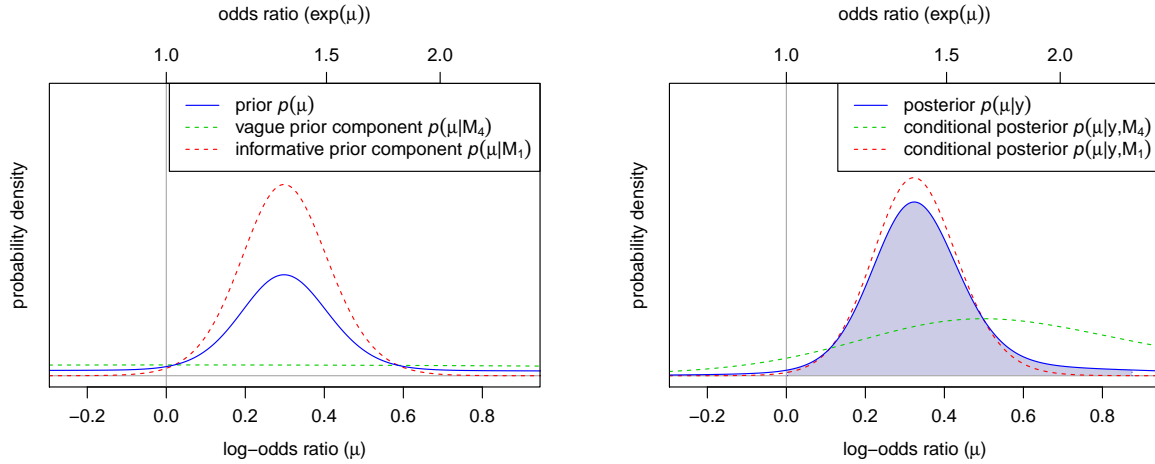 odds ratio (exp(μ))
1.0 1.5 2.0
prior p(μ)
vague prior component p(μ|M4)
informative prior component p(μ|M1)
probability density
−0.2 0.0 0.2 0.4 0.6 0.8
log−odds ratio (μ)
odds ratio (exp(μ))
1.0 1.5 2.0
posterior p(μ|y)
conditional posterior p(μ|y,M4)
conditional posterior p(μ|y,M1)
probability density
−0.2 0.0 0.2 0.4 0.6 0.8
log−odds ratio (μ)